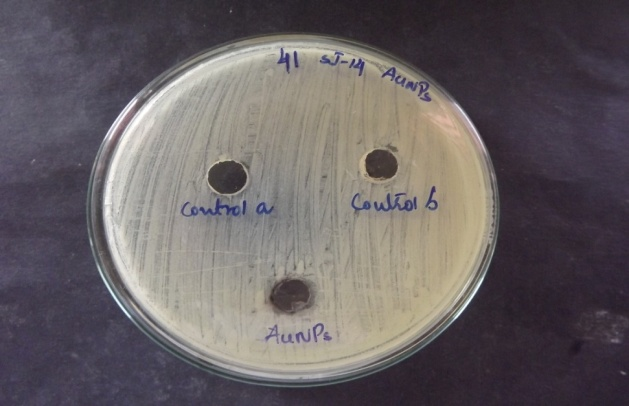 41 SJ-14 AuNPs
Control a
Control b
AuNPs